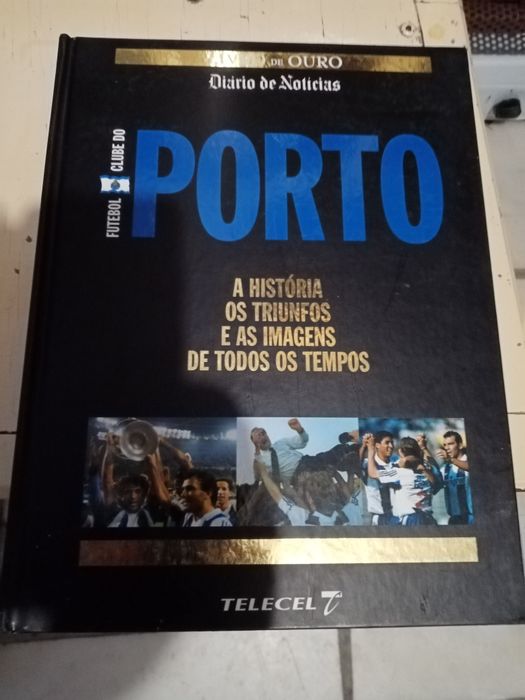 DE OURO
Diário de Notícias
FUTEBOL CLUBE DO
PORTO
A HISTÓRIA
OS TRIUNFOS
E AS IMAGENS
DE TODOS OS TEMPOS
TELECEL